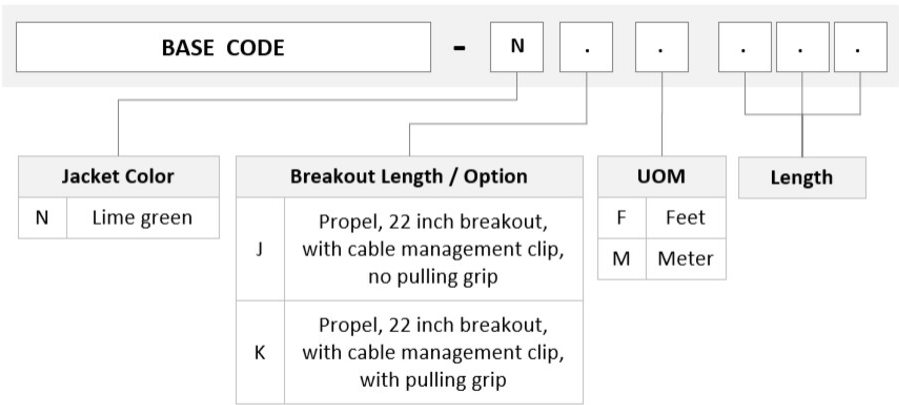 BASE CODE - N . . . . .
Jacket Color
N Lime green
Breakout Length / Option
J Propel, 22 inch breakout,
with cable management clip,
no pulling grip
K Propel, 22 inch breakout,
with cable management clip,
with pulling grip
UOM
F Feet
M Meter
Length